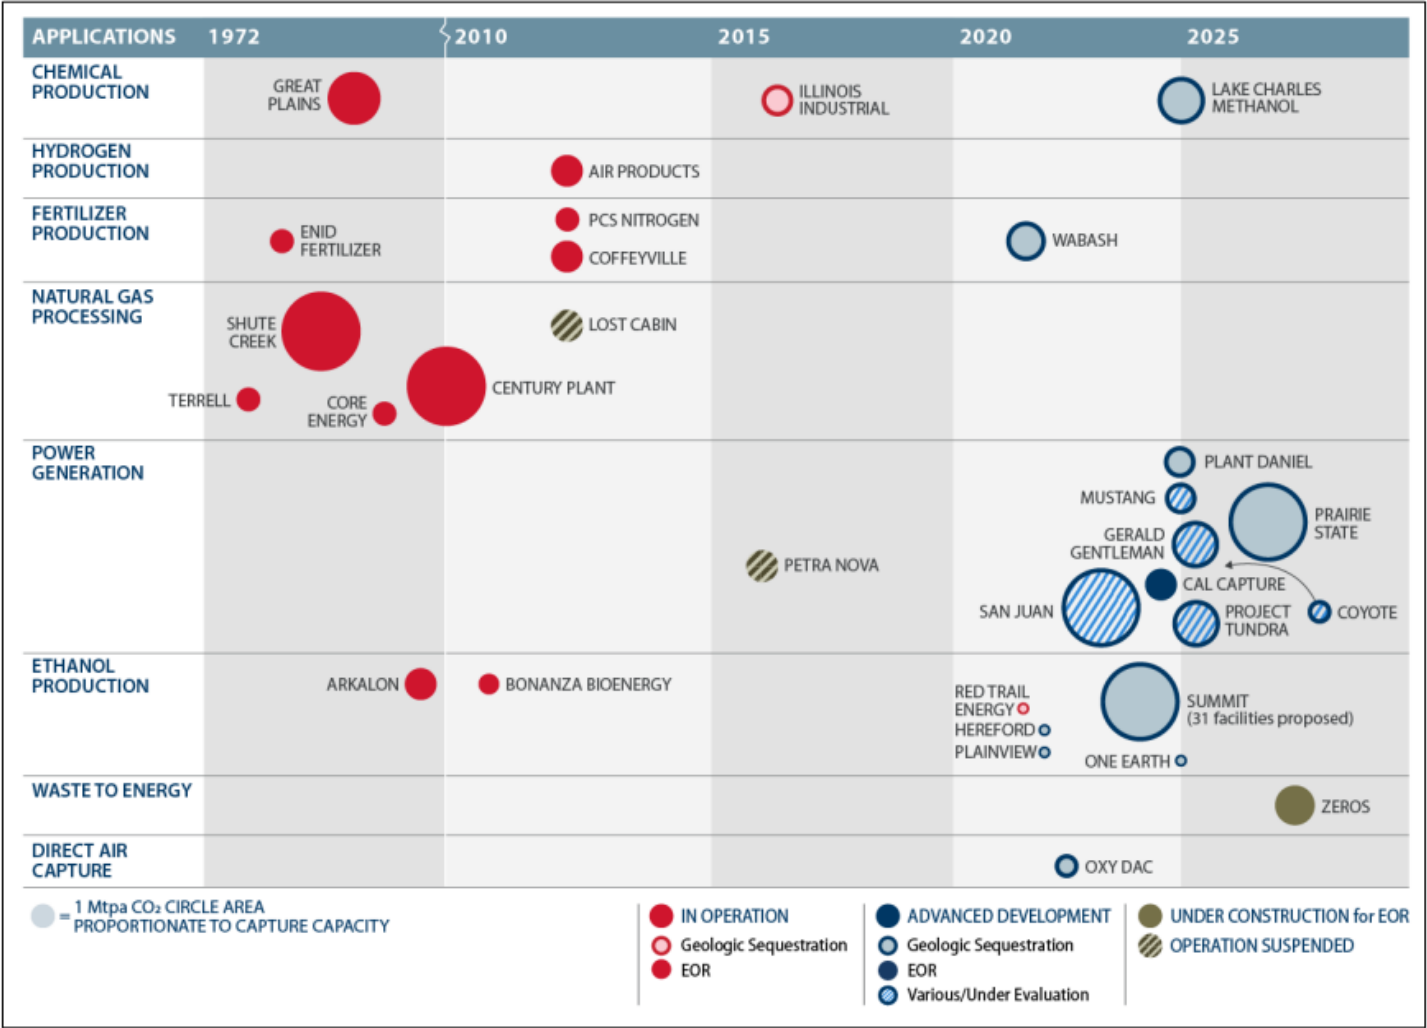 APPLICATIONS 1972 2010 2015 2020 2025
CHEMICAL
PRODUCTION
GREAT
PLAINS
ILLINOIS
INDUSTRIAL
LAKE CHARLES
METHANOL
HYDROGEN
PRODUCTION
AIR PRODUCTS
FERTILIZER
PRODUCTION
ENID
FERTILIZER
PCS NITROGEN
COFFEYVILLE
WABASH
NATURAL GAS
PROCESSING
SHUTE
CREEK
LOST CABIN
TERRELL
CORE
ENERGY
CENTURY PLANT
POWER
GENERATION
PETRA NOVA
PLANT DANIEL
MUSTANG
GERALD
GENTLEMAN
PRAIRIE
STATE
CAL CAPTURE
SAN JUAN
PROJECT
TUNDRA
COYOTE
ETHANOL
PRODUCTION
ARKALON
BONANZA BIOENERGY
RED TRAIL
ENERGY
HEREFORD
PLAINVIEW
SUMMIT
(31 facilities proposed)
ONE EARTH
WASTE TO ENERGY
ZEROS
DIRECT AIR
CAPTURE
OXY DAC
= 1 Mtpa CO₂ CIRCLE AREA
PROPORTIONATE TO CAPTURE CAPACITY
IN OPERATION
Geologic Sequestration
EOR
ADVANCED DEVELOPMENT
Geologic Sequestration
EOR
Various/Under Evaluation
UNDER CONSTRUCTION for EOR
OPERATION SUSPENDED